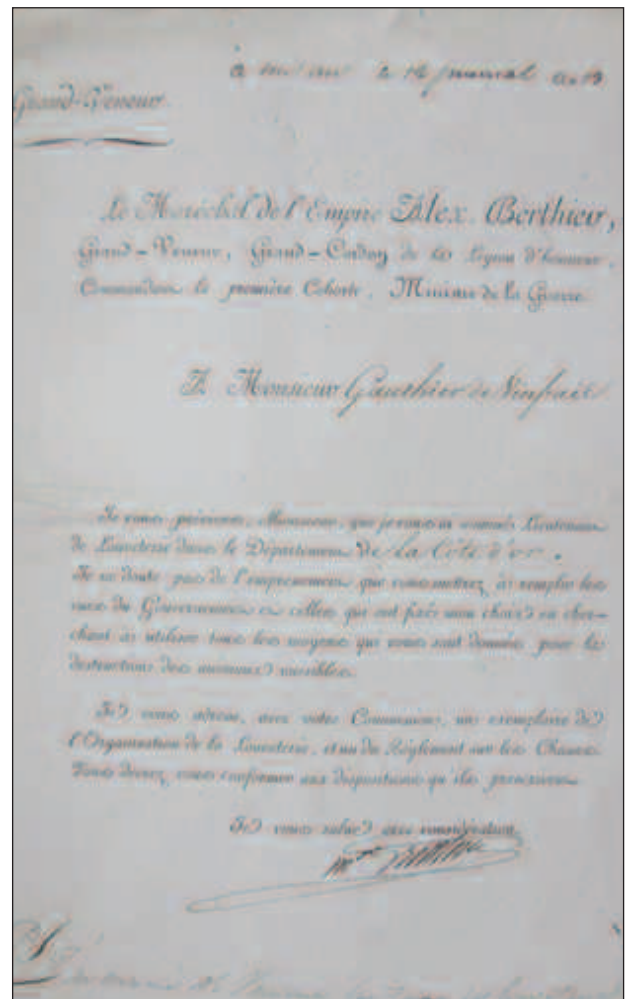 Grand-Veneur
Le Maréchal de l'Empire Alex. Berthier,
Grand-Veneur, Grand-Cordon de la Légion d'honneur,
Commandant la première Cohorte, Ministre de la Guerre
A Monsieur Gauthier de
Je vous préviens, Monsieur, que je vous ai nommé Lieutenant
de Louveterie dans le Département de la Côte d'or.
Je ne doute pas de l'empressement que vous mettrez à remplir les
vues du Gouvernement et celles qui ont fixé mon choix en cher-
chant à utiliser tous les moyens qui vous sont donnés pour la
destruction des animaux nuisibles.
Je vous adresse, avec votre Commission, un exemplaire de
l'Organisation de la Louveterie, et un du Règlement sur les Chasses
Vous devrez vous conformer aux dispositions qu'ils prescrivent.
Je vous salue avec considération.